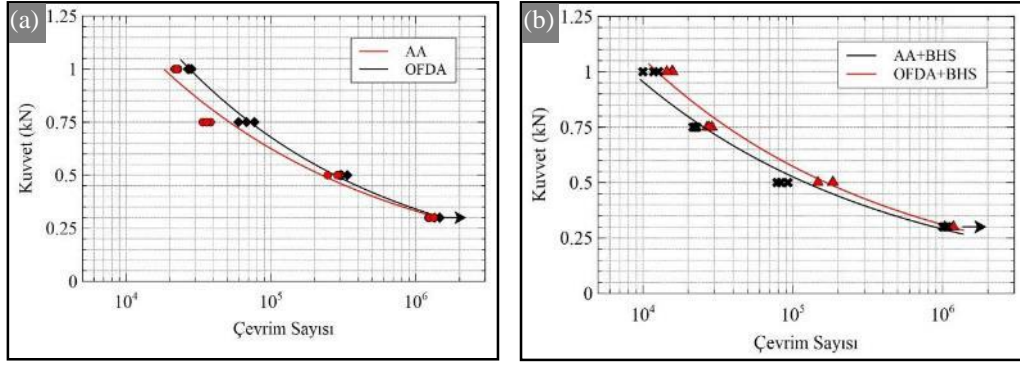 (a)
1.25
1
0.75
0.5
0.25
0
Kuvvet (kN)
AA
OFDA
10^4
10^5
10^6
Çevrim Sayısı
(b)
1.25
1
0.75
0.5
0.25
0
Kuvvet (kN)
AA+BHS
OFDA+BHS
10^4
10^5
10^6
Çevrim Sayısı